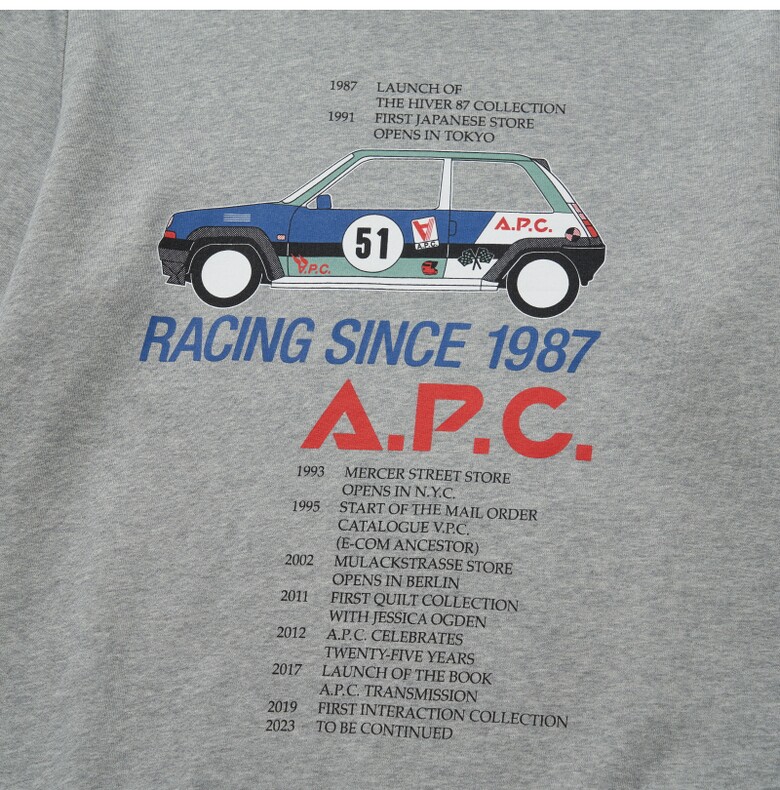 1987 LAUNCH OF
THE HIVER 87 COLLECTION
1991 FIRST JAPANESE STORE
OPENS IN TOKYO
A.P.C.
A.P.C.
51
A.P.C.
RACING SINCE 1987
A.P.C.
1993 MERCER STREET STORE
OPENS IN N.Y.C.
1995 START OF THE MAIL ORDER
CATALOGUE V.P.C.
(E-COM ANCESTOR)
2002 MULACKSTRASSE STORE
OPENS IN BERLIN
2011 FIRST QUILT COLLECTION
WITH JESSICA OGDEN
2012 A.P.C. CELEBRATES
TWENTY-FIVE YEARS
2017 LAUNCH OF THE BOOK
A.P.C. TRANSMISSION
2019 FIRST INTERACTION COLLECTION
2023 TO BE CONTINUED